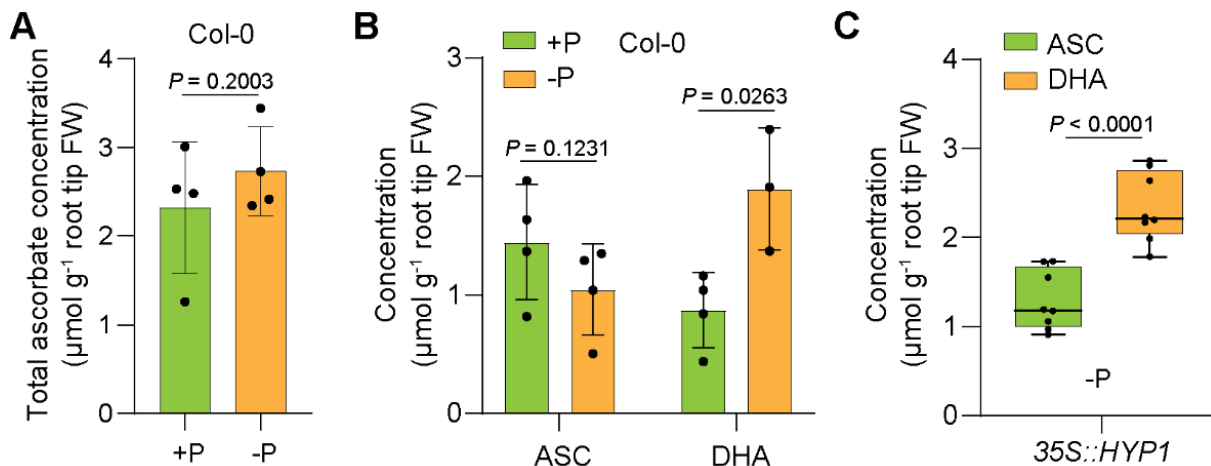 A
Col-0
Total ascorbate concentration
(µmol g⁻¹ root tip FW)
4
3
2
1
0
P = 0.2003
+P
-P
B
+P
-P
Col-0
Concentration
(µmol g⁻¹ root tip FW)
3
2
1
0
P = 0.1231
P = 0.0263
ASC
DHA
C
ASC
DHA
Concentration
(µmol g⁻¹ root tip FW)
4
3
2
1
0
P < 0.0001
-P
35S::HYP1